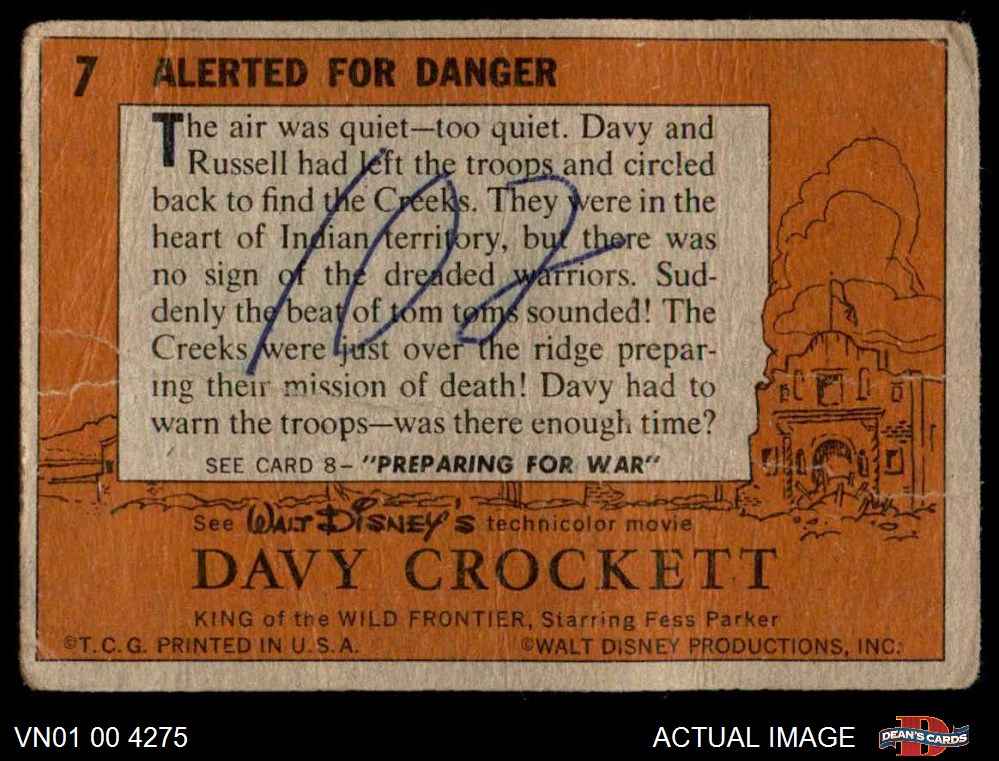 7 ALERTED FOR DANGER
The air was quiet—too quiet. Davy and
Russell had left the troops and circled
back to find the Creeks. They were in the
heart of Indian territory, but there was
no sign of the dreaded warriors. Sud-
denly the beat of tom toms sounded! The
Creeks were just over the ridge prepar-
ing their mission of death! Davy had to
warn the troops—was there enough time?
SEE CARD 8– "PREPARING FOR WAR"
See WALT DISNEY'S technicolor movie
DAVY CROCKETT
KING of the WILD FRONTIER, Starring Fess Parker
©T.C.G. PRINTED IN U.S.A. ©WALT DISNEY PRODUCTIONS, INC.
VN01 00 4275 ACTUAL IMAGE D DEAN'S CARDS